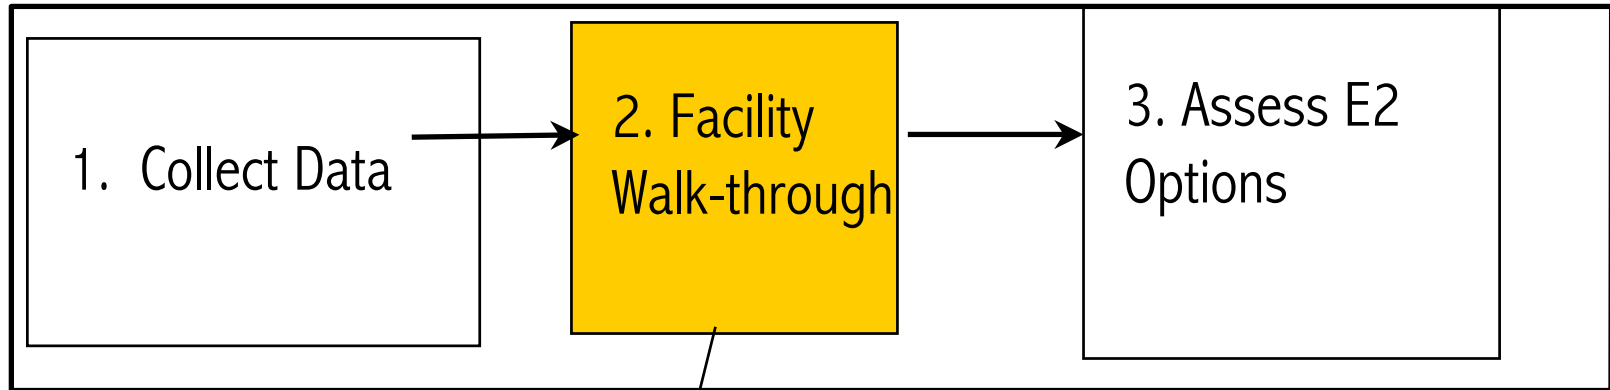 1. Collect Data
2. Facility
Walk-through
3. Assess E2
Options